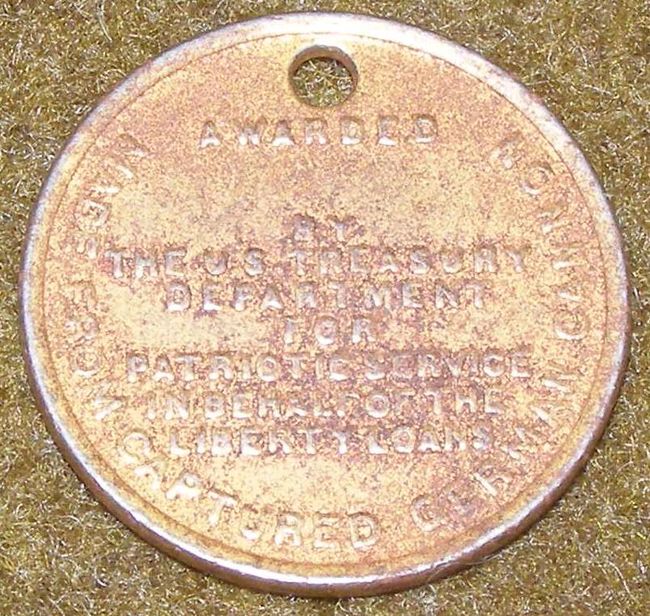 AWARDED
BY
THE U.S. TREASURY
DEPARTMENT
FOR
PATRIOTIC SERVICE
IN BEHALF OF THE
LIBERTY LOANS
MADE FROM CAPTURED GERMAN CANNON